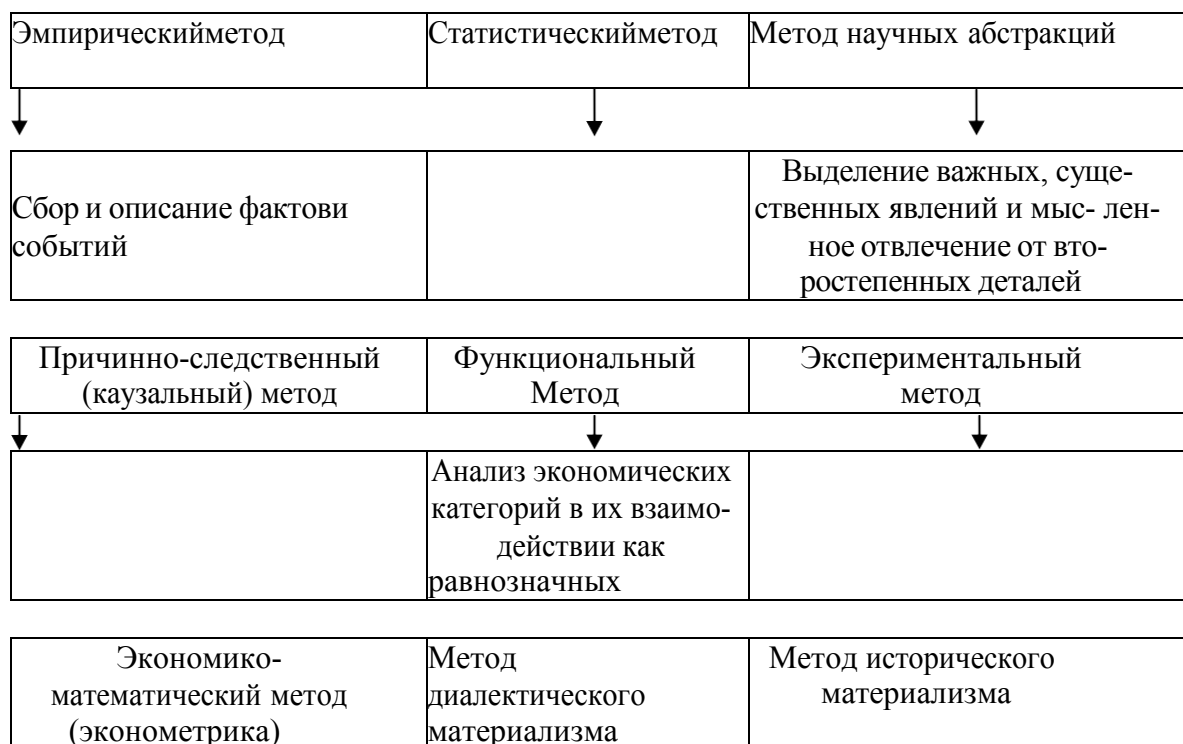 Эмпирическийметод
Статистическийметод
Метод научных абстракций
Сбор и описание фактови
событий
Выделение важных, суще-
ственных явлений и мыс- лен-
ное отвлечение от вто-
ростепенных деталей
Причинно-следственный
(каузальный) метод
Функциональный
Метод
Экспериментальный
метод
Анализ экономических
категорий в их взаимо-
действии как
равнозначных
Экономико-
математический метод
(эконометрика)
Метод
диалектического
материализма
Метод исторического
материализма